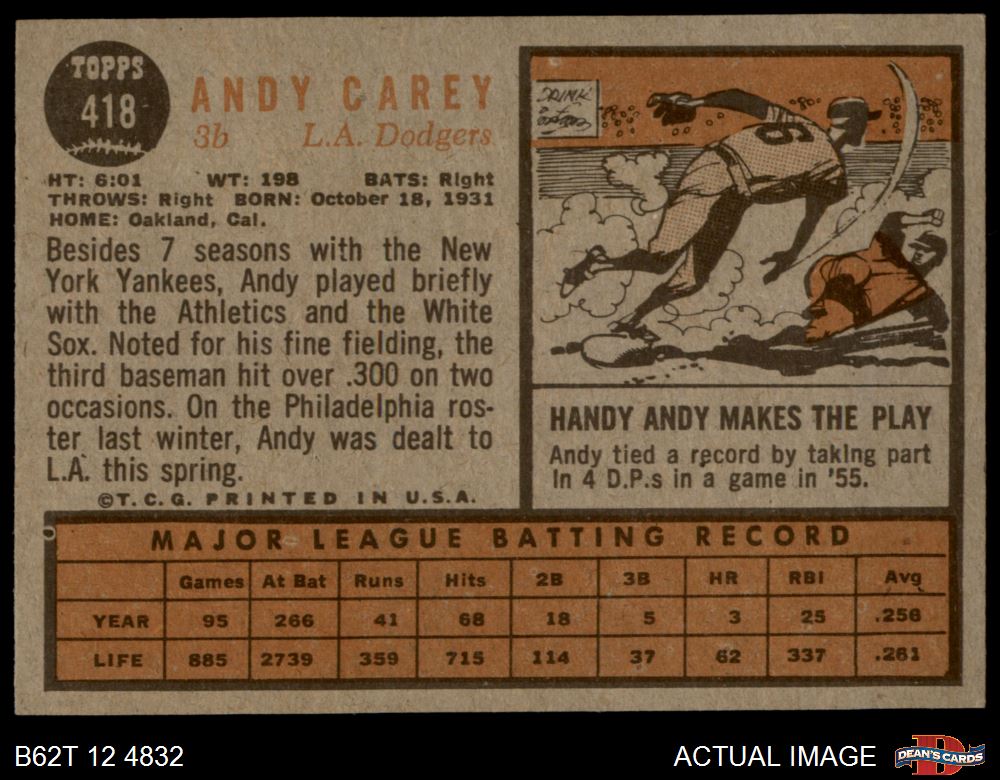 TOPPS
418
ANDY CAREY
3b L.A. Dodgers
HT: 6:01 WT: 198 BATS: Right
THROWS: Right BORN: October 18, 1931
HOME: Oakland, Cal.
Besides 7 seasons with the New
York Yankees, Andy played briefly
with the Athletics and the White
Sox. Noted for his fine fielding, the
third baseman hit over .300 on two
occasions. On the Philadelphia ros-
ter last winter, Andy was dealt to
L.A. this spring.
©T.C.G. PRINTED IN U.S.A.
DRINK
6
HANDY ANDY MAKES THE PLAY
Andy tied a record by taking part
in 4 D.P.s in a game in '55.
MAJOR LEAGUE BATTING RECORD
Games At Bat Runs Hits 2B 3B HR RBI Avg
YEAR 95 266 41 68 18 5 3 25 .256
LIFE 885 2739 359 715 114 37 62 337 .261
B62T 12 4832
ACTUAL IMAGE
DEAN'S CARDS